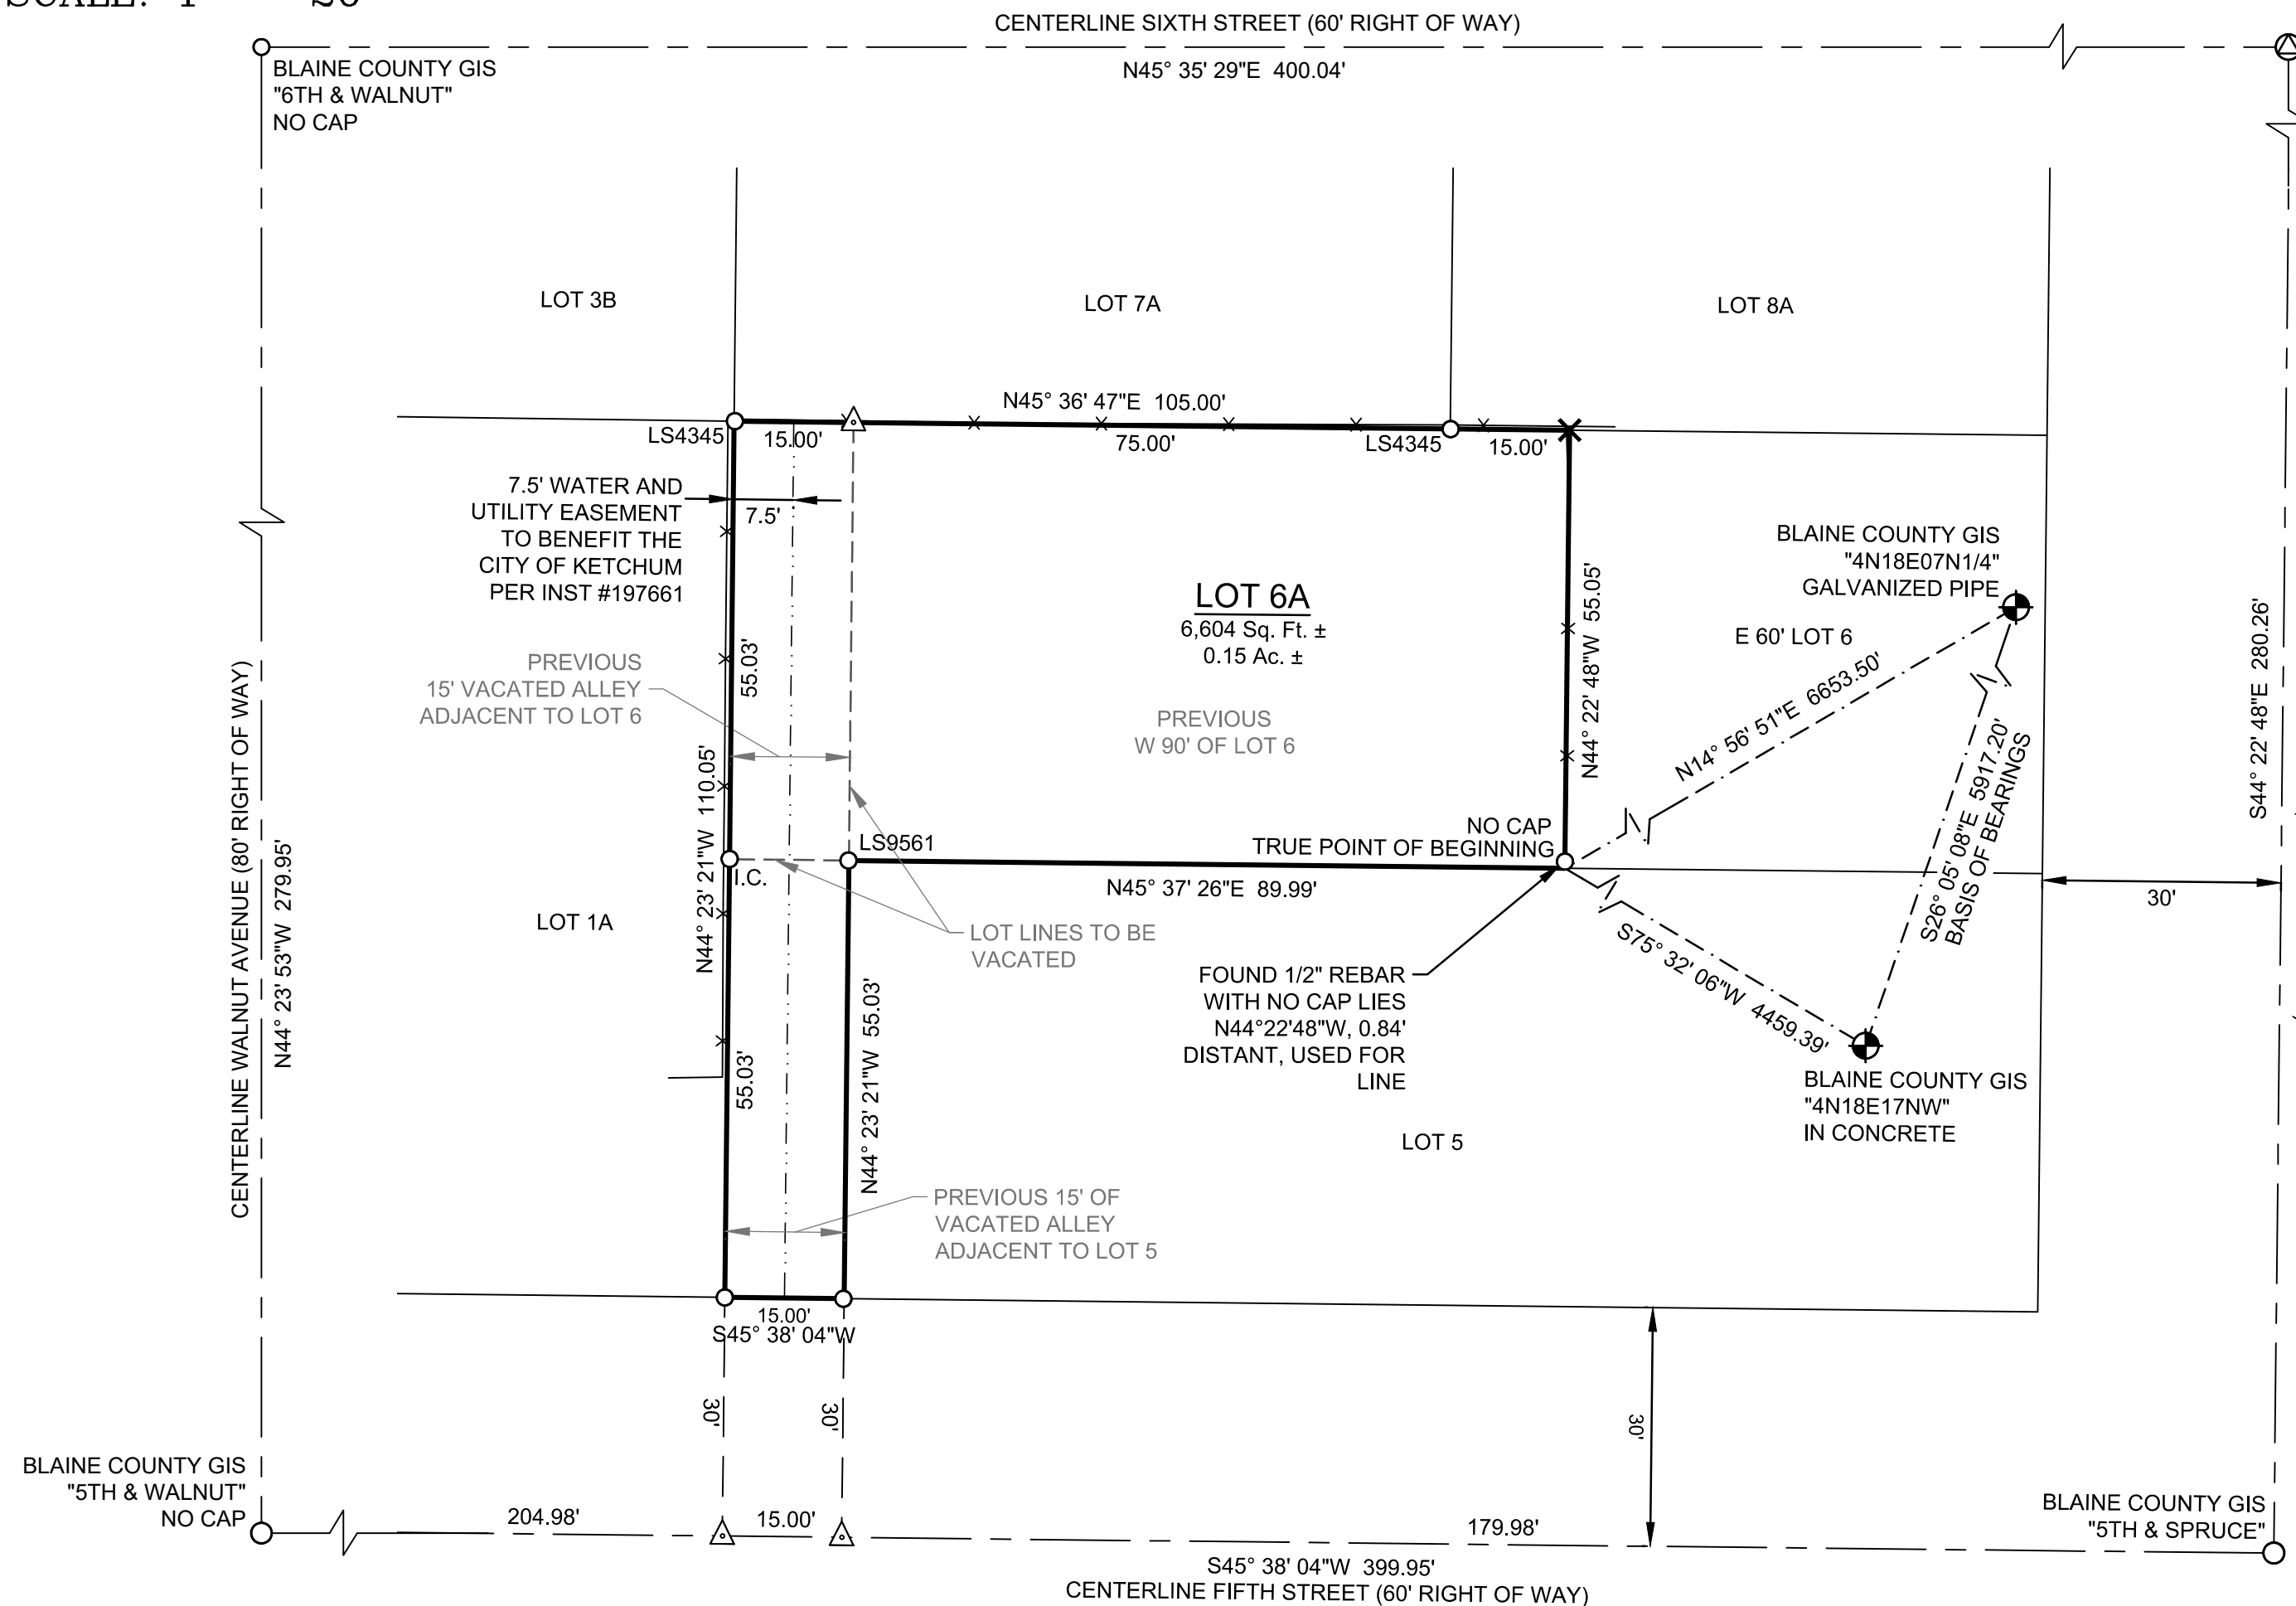 CENTERLINE SIXTH STREET (60' RIGHT OF WAY)
N45° 35' 29"E 400.04'
BLAINE COUNTY GIS
"6TH & WALNUT"
NO CAP
LOT 3B
LOT 7A
LOT 8A
N45° 36' 47"E 105.00'
LS4345
15.00'
75.00'
LS4345
15.00'
7.5' WATER AND
UTILITY EASEMENT
TO BENEFIT THE
CITY OF KETCHUM
PER INST #197661
7.5'
LOT 6A
6,604 Sq. Ft. ±
0.15 Ac. ±
PREVIOUS
W 90' OF LOT 6
N44° 22' 48"W 55.05'
BLAINE COUNTY GIS
"4N18E07N1/4"
GALVANIZED PIPE
E 60' LOT 6
N14° 56' 51"E 6653.50'
S26° 05' 08"E 5917.20'
BASIS OF BEARINGS
S44° 22' 48"E 280.26'
PREVIOUS
15' VACATED ALLEY
ADJACENT TO LOT 6
55.03'
N44° 23' 21"W 110.05'
CENTERLINE WALNUT AVENUE (80' RIGHT OF WAY)
N44° 23' 53"W 279.95'
LS9561
I.C.
NO CAP
TRUE POINT OF BEGINNING
N45° 37' 26"E 89.99'
30'
LOT 1A
LOT LINES TO BE
VACATED
FOUND 1/2" REBAR
WITH NO CAP LIES
N44°22'48"W, 0.84'
DISTANT, USED FOR
LINE
S75° 32' 06"W 4459.39'
BLAINE COUNTY GIS
"4N18E17NW"
IN CONCRETE
55.03'
N44° 23' 21"W 55.03'
LOT 5
PREVIOUS 15' OF
VACATED ALLEY
ADJACENT TO LOT 5
15.00'
S45° 38' 04"W
30'
30'
30'
BLAINE COUNTY GIS
"5TH & WALNUT"
NO CAP
204.98'
15.00'
179.98'
BLAINE COUNTY GIS
"5TH & SPRUCE"
S45° 38' 04"W 399.95'
CENTERLINE FIFTH STREET (60' RIGHT OF WAY)